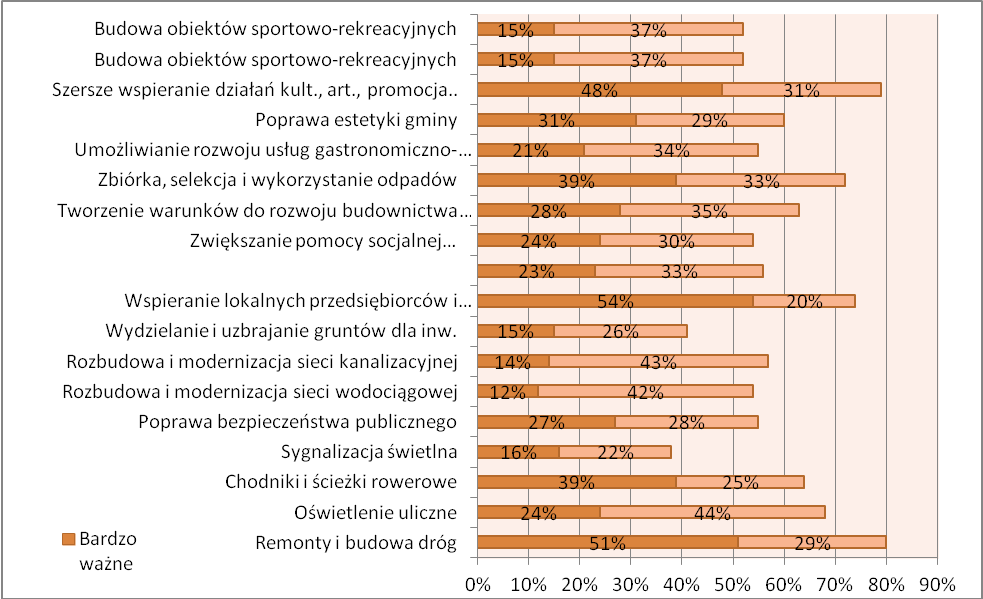 Budowa obiektów sportowo-rekreacyjnych 15% 37%
Budowa obiektów sportowo-rekreacyjnych 15% 37%
Szersze wspieranie działań kult., art., promocja.. 48% 31%
Poprawa estetyki gminy 31% 29%
Umożliwianie rozwoju usług gastronomiczno-... 21% 34%
Zbiórka, selekcja i wykorzystanie odpadów 39% 33%
Tworzenie warunków do rozwoju budownictwa... 28% 35%
Zwiększanie pomocy socjalnej... 24% 30%
23% 33%
Wspieranie lokalnych przedsiębiorców i... 54% 20%
Wydzielanie i uzbrajanie gruntów dla inw. 15% 26%
Rozbudowa i modernizacja sieci kanalizacyjnej 14% 43%
Rozbudowa i modernizacja sieci wodociągowej 12% 42%
Poprawa bezpieczeństwa publicznego 27% 28%
Sygnalizacja świetlna 16% 22%
Chodniki i ścieżki rowerowe 39% 25%
Oświetlenie uliczne 24% 44%
Remonty i budowa dróg 51% 29%
Bardzo
ważne
0% 10% 20% 30% 40% 50% 60% 70% 80% 90%